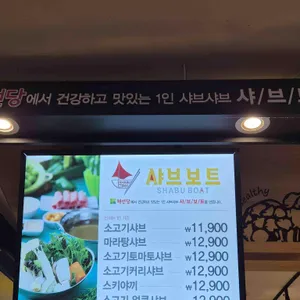 에서 건강하고 맛있는 1인 샤브샤브 샤/브/
샤브보트
SHABU BOAT
소고기샤브 ₩11,900
마라탕샤브 ₩12,900
소고기토마토샤브 ₩12,900
소고기커리샤브 ₩12,900
스키야끼 ₩12,900